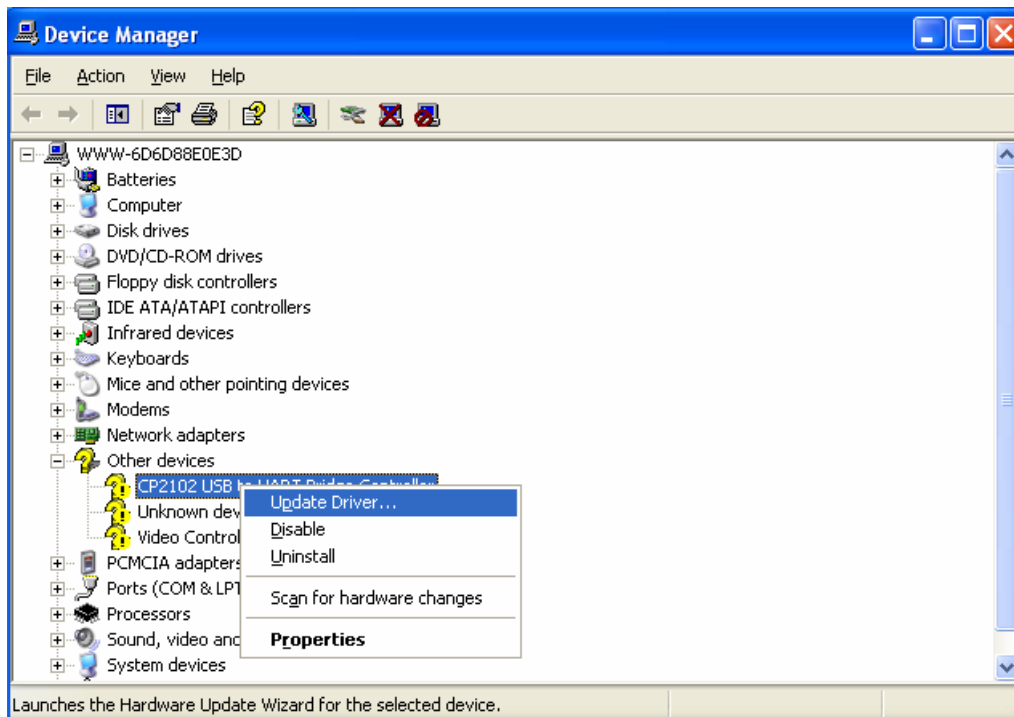 Device Manager
File Action View Help
WWW-6D6D88E0E3D
Batteries
Computer
Disk drives
DVD/CD-ROM drives
Floppy disk controllers
IDE ATA/ATAPI controllers
Infrared devices
Keyboards
Mice and other pointing devices
Modems
Network adapters
Other devices
CP2102 USB to UART Bridge Controller
Update Driver...
Unknown dev
Disable
Video Control
Uninstall
PCMCIA adapters
Ports (COM & LPT
Scan for hardware changes
Processors
Sound, video and
Properties
System devices
Launches the Hardware Update Wizard for the selected device.